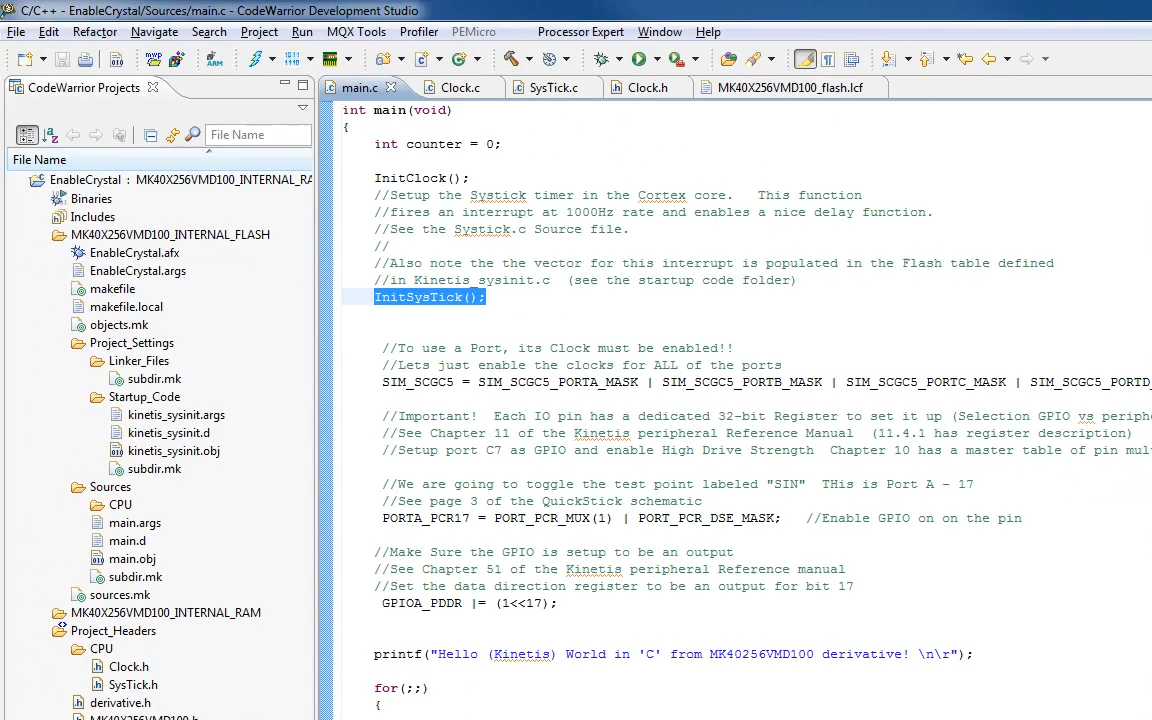 C/C++ - EnableCrystal/Sources/main.c - CodeWarrior Development Studio
File Edit Refactor Navigate Search Project Run MQX Tools Profiler PEMicro Processor Expert Window Help
CodeWarrior Projects
main.c Clock.c SysTick.c Clock.h MK40X256VMD100_flash.lcf
File Name
File Name
EnableCrystal : MK40X256VMD100_INTERNAL_RA
Binaries
Includes
MK40X256VMD100_INTERNAL_FLASH
EnableCrystal.afx
EnableCrystal.args
makefile
makefile.local
objects.mk
Project_Settings
Linker_Files
subdir.mk
Startup_Code
kinetis_sysinit.args
kinetis_sysinit.d
kinetis_sysinit.obj
subdir.mk
Sources
CPU
main.args
main.d
main.obj
subdir.mk
sources.mk
MK40X256VMD100_INTERNAL_RAM
Project_Headers
CPU
Clock.h
SysTick.h
derivative.h
MK40X256VMD100.h
int main(void)
{
int counter = 0;
InitClock();
//Setup the Systick timer in the Cortex core.   This function
//fires an interrupt at 1000Hz rate and enables a nice delay function.
//See the Systick.c Source file.
//
//Also note the the vector for this interrupt is populated in the Flash table defined
//in Kinetis_sysinit.c  (see the startup code folder)
InitSysTick();
//To use a Port, its Clock must be enabled!!
//Lets just enable the clocks for ALL of the ports
SIM_SCGC5 = SIM_SCGC5_PORTA_MASK | SIM_SCGC5_PORTB_MASK | SIM_SCGC5_PORTC_MASK | SIM_SCGC5_PORTD_
//Important!  Each IO pin has a dedicated 32-bit Register to set it up (Selection GPIO vs periphe
//See Chapter 11 of the Kinetis peripheral Reference Manual  (11.4.1 has register description)
//Setup port C7 as GPIO and enable High Drive Strength  Chapter 10 has a master table of pin mul
//We are going to toggle the test point labeled "SIN"  THis is Port A - 17
//See page 3 of the QuickStick schematic
PORTA_PCR17 = PORT_PCR_MUX(1) | PORT_PCR_DSE_MASK;   //Enable GPIO on on the pin
//Make Sure the GPIO is setup to be an output
//See Chapter 51 of the Kinetis peripheral Reference manual
//Set the data direction register to be an output for bit 17
GPIOA_PDDR |= (1<<17);
printf("Hello (Kinetis) World in 'C' from MK40256VMD100 derivative! \n\r");
for(;;)
{